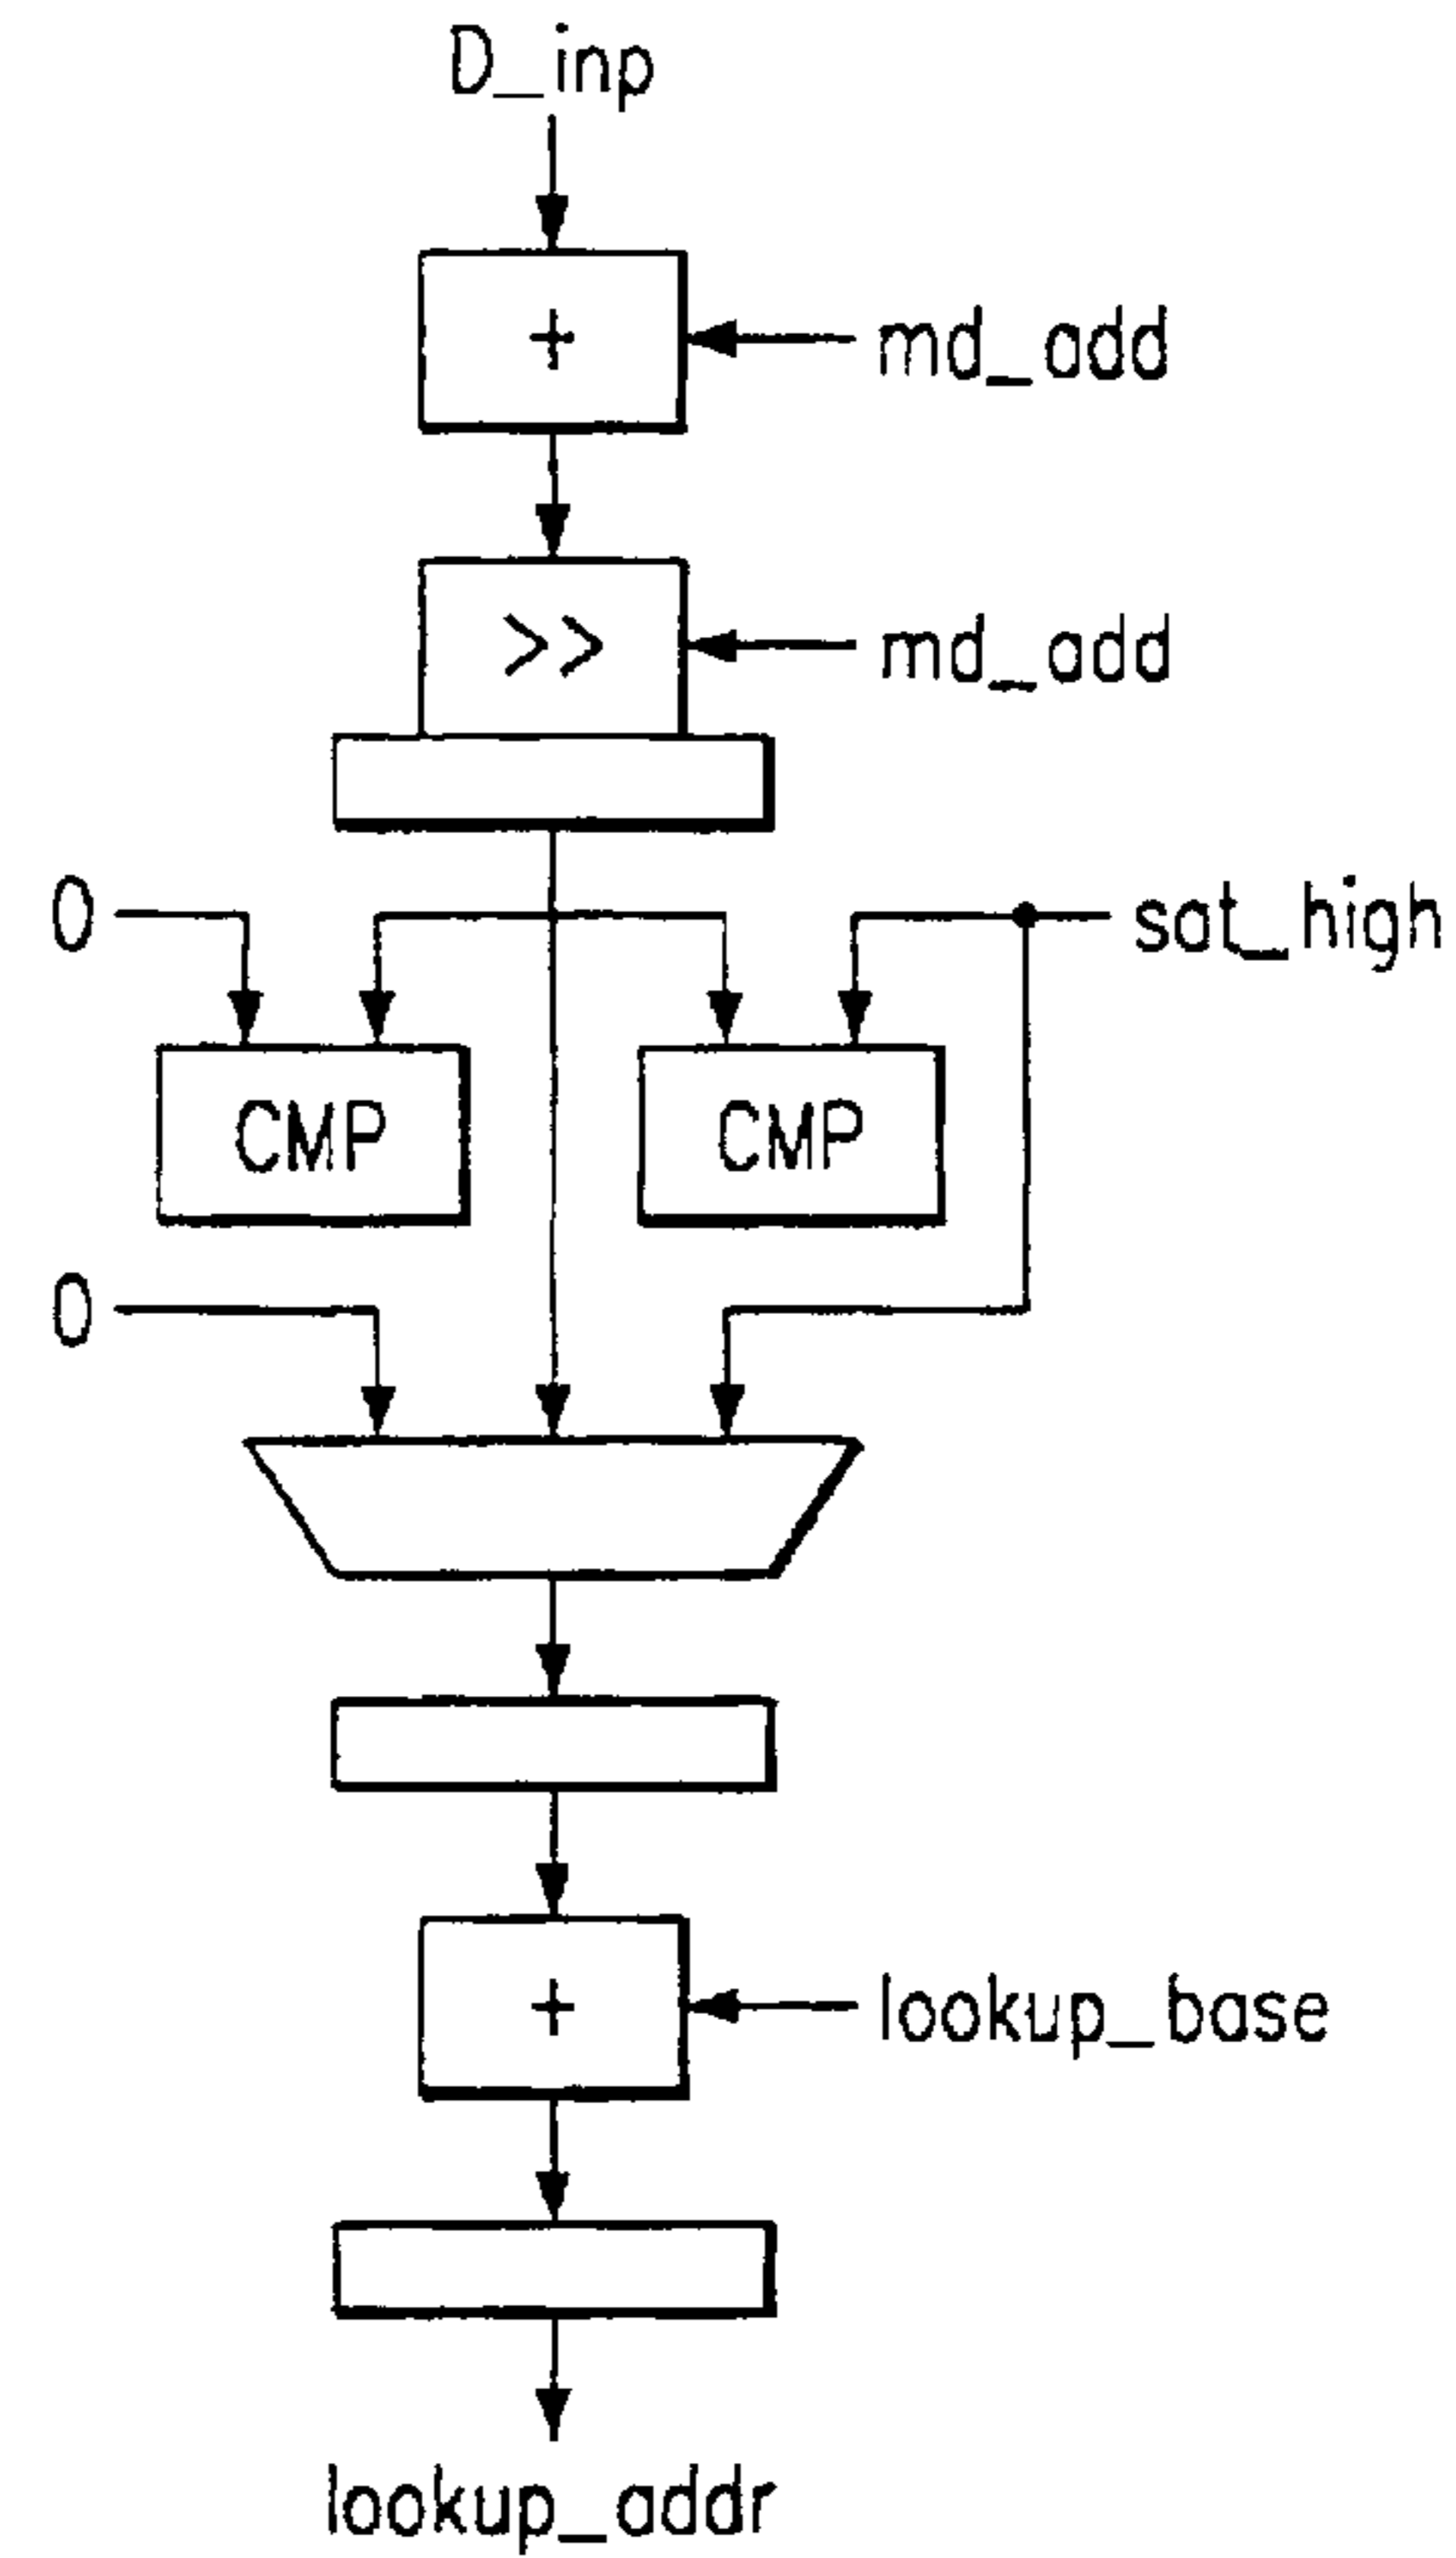 D_inp
+
md_add
>>
md_add
0
sat_high
CMP
CMP
0
+
lookup_base
lookup_addr